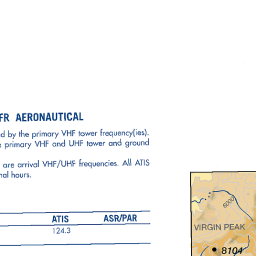 FR AERONAUTICAL
ed by the primary VHF tower frequency(ies).
primary VHF and UHF tower and ground
are arrival VHF/UHF frequencies. All ATIS
nal hours.
ATIS ASR/PAR
124.3
6000
VIRGIN PEAK
8104